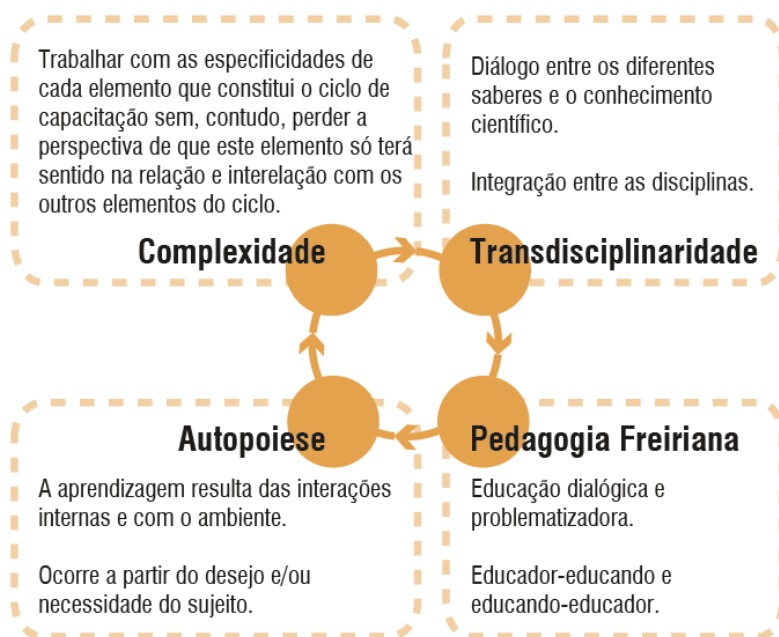 Trabalhar com as especificidades de
cada elemento que constitui o ciclo de
capacitação sem, contudo, perder a
perspectiva de que este elemento só terá
sentido na relação e interelação com os
outros elementos do ciclo.
Complexidade
Diálogo entre os diferentes
saberes e o conhecimento
científico.
Integração entre as disciplinas.
Transdisciplinaridade
Autopoiese
A aprendizagem resulta das interações
internas e com o ambiente.
Ocorre a partir do desejo e/ou
necessidade do sujeito.
Pedagogia Freiriana
Educação dialógica e
problematizadora.
Educador-educando e
educando-educador.